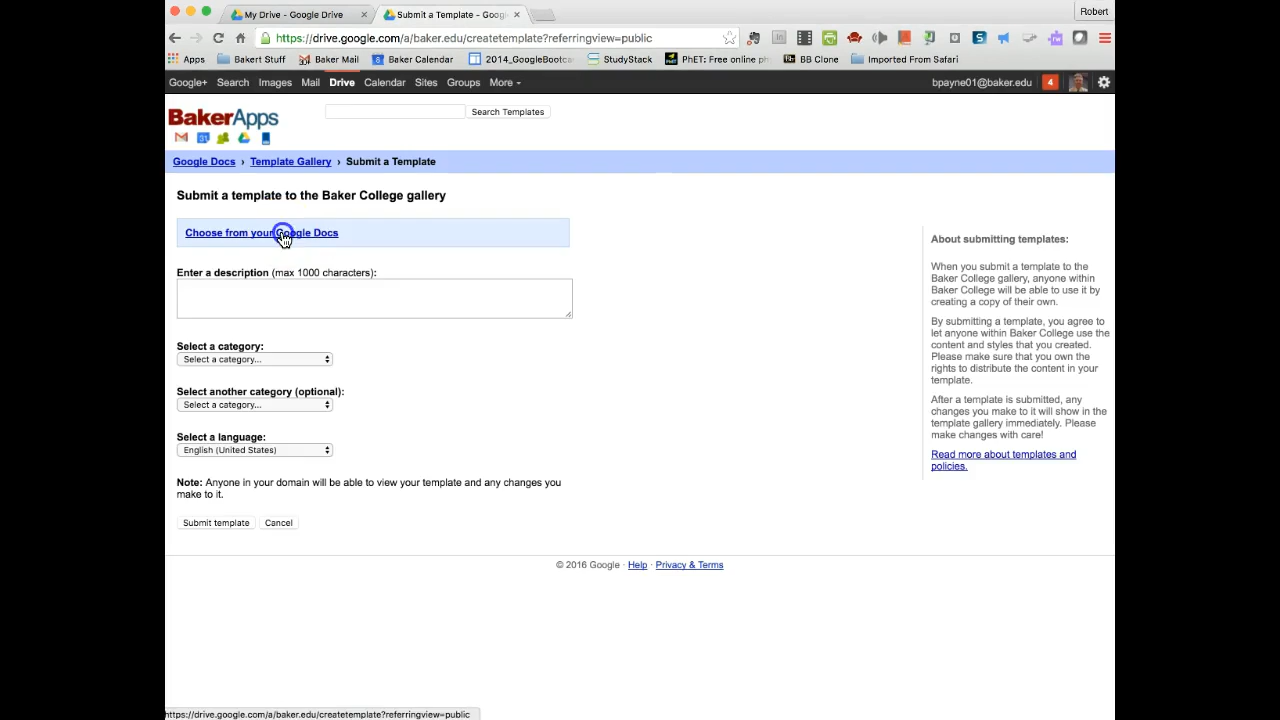 My Drive - Google Drive
Submit a Template - Goog
Robert
https://drive.google.com/a/baker.edu/createtemplate?referringview=public
Apps Bakert Stuff Baker Mail Baker Calendar 2014_GoogleBootca StudyStack PhET: Free online ph BB Clone Imported From Safari
Google+ Search Images Mail Drive Calendar Sites Groups More bpayne01@baker.edu 4
BakerApps
Search Templates
Google Docs › Template Gallery › Submit a Template
Submit a template to the Baker College gallery
Choose from your Google Docs
Enter a description (max 1000 characters):
Select a category:
Select a category...
Select another category (optional):
Select a category...
Select a language:
English (United States)
Note: Anyone in your domain will be able to view your template and any changes you
make to it.
Submit template Cancel
About submitting templates:
When you submit a template to the
Baker College gallery, anyone within
Baker College will be able to use it by
creating a copy of their own.
By submitting a template, you agree to
let anyone within Baker College use the
content and styles that you created.
Please make sure that you own the
rights to distribute the content in your
template.
After a template is submitted, any
changes you make to it will show in the
template gallery immediately. Please
make changes with care!
Read more about templates and
policies.
© 2016 Google · Help · Privacy & Terms
https://drive.google.com/a/baker.edu/createtemplate?referringview=public